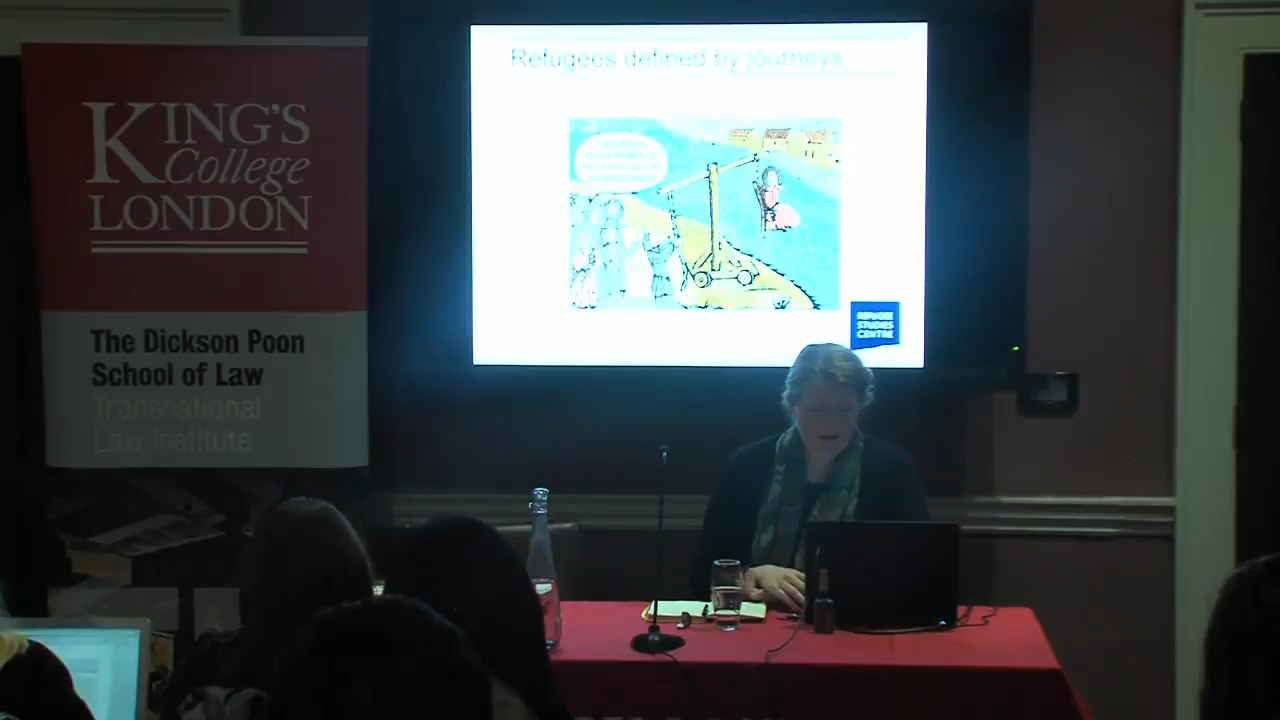 KING'S
College
LONDON
The Dickson Poon
School of Law
Transnational
Law Institute
Refugees defined by journeys
REFUGEE
STUDIES
CENTRE